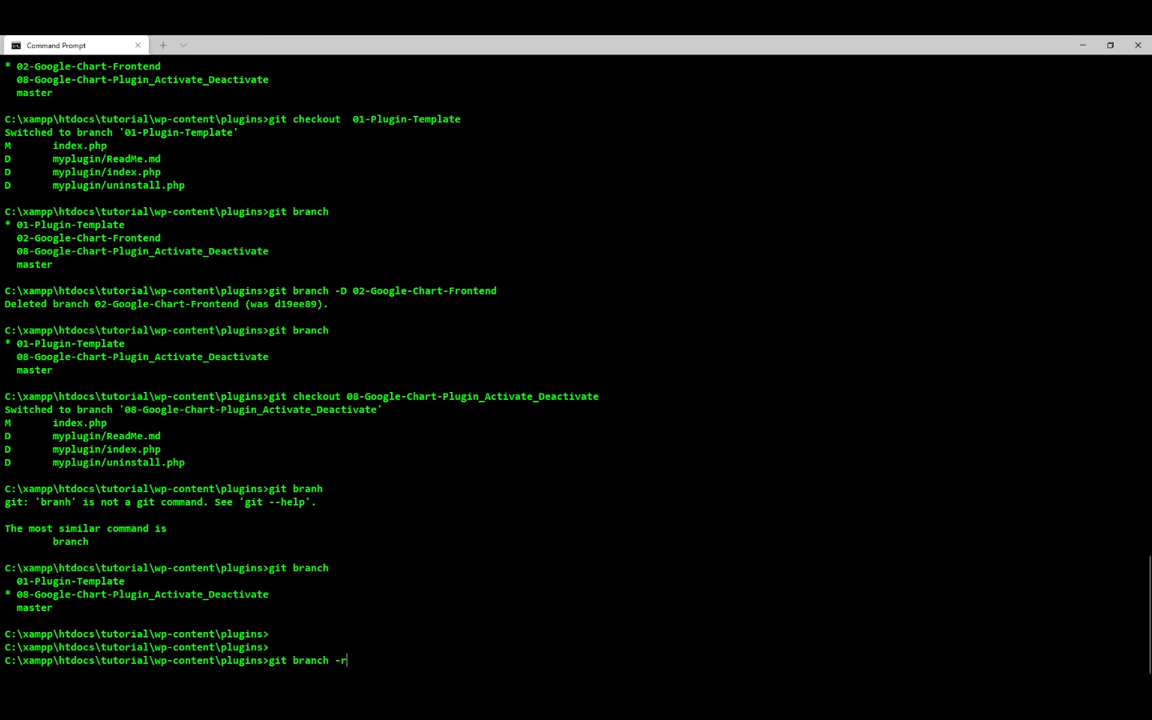 Command Prompt
* 02-Google-Chart-Frontend
08-Google-Chart-Plugin_Activate_Deactivate
master
C:\xampp\htdocs\tutorial\wp-content\plugins>git checkout  01-Plugin-Template
Switched to branch '01-Plugin-Template'
M       index.php
D       myplugin/ReadMe.md
D       myplugin/index.php
D       myplugin/uninstall.php
C:\xampp\htdocs\tutorial\wp-content\plugins>git branch
* 01-Plugin-Template
02-Google-Chart-Frontend
08-Google-Chart-Plugin_Activate_Deactivate
master
C:\xampp\htdocs\tutorial\wp-content\plugins>git branch -D 02-Google-Chart-Frontend
Deleted branch 02-Google-Chart-Frontend (was d19ee89).
C:\xampp\htdocs\tutorial\wp-content\plugins>git branch
* 01-Plugin-Template
08-Google-Chart-Plugin_Activate_Deactivate
master
C:\xampp\htdocs\tutorial\wp-content\plugins>git checkout 08-Google-Chart-Plugin_Activate_Deactivate
Switched to branch '08-Google-Chart-Plugin_Activate_Deactivate'
M       index.php
D       myplugin/ReadMe.md
D       myplugin/index.php
D       myplugin/uninstall.php
C:\xampp\htdocs\tutorial\wp-content\plugins>git branh
git: 'branh' is not a git command. See 'git --help'.
The most similar command is
branch
C:\xampp\htdocs\tutorial\wp-content\plugins>git branch
01-Plugin-Template
* 08-Google-Chart-Plugin_Activate_Deactivate
master
C:\xampp\htdocs\tutorial\wp-content\plugins>
C:\xampp\htdocs\tutorial\wp-content\plugins>
C:\xampp\htdocs\tutorial\wp-content\plugins>git branch -r